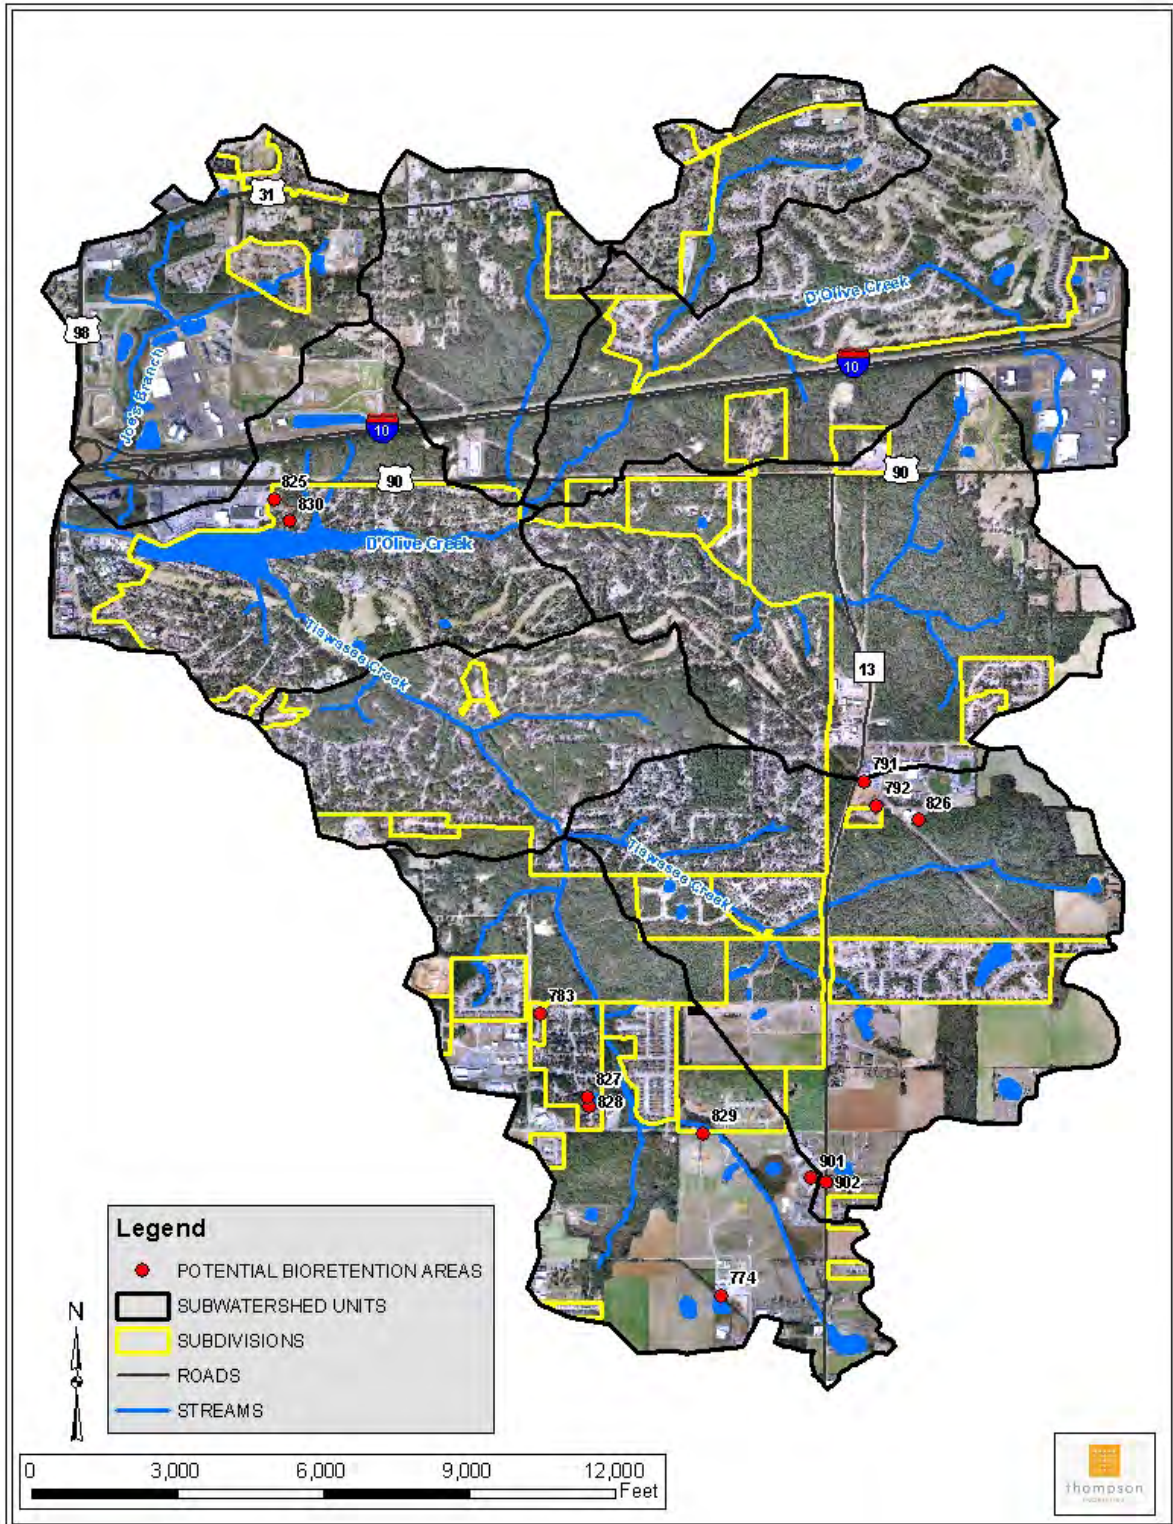 31
98
D'Olive Creek
10
Joe's Branch
10
90
90
825
830
D'Olive Creek
Tiawasee Creek
13
791
792
826
Tiawasee Creek
783
827
828
829
901
902
774
Legend
POTENTIAL BIORETENTION AREAS
SUBWATERSHED UNITS
SUBDIVISIONS
ROADS
STREAMS
N
0 3,000 6,000 9,000 12,000
Feet
thompson